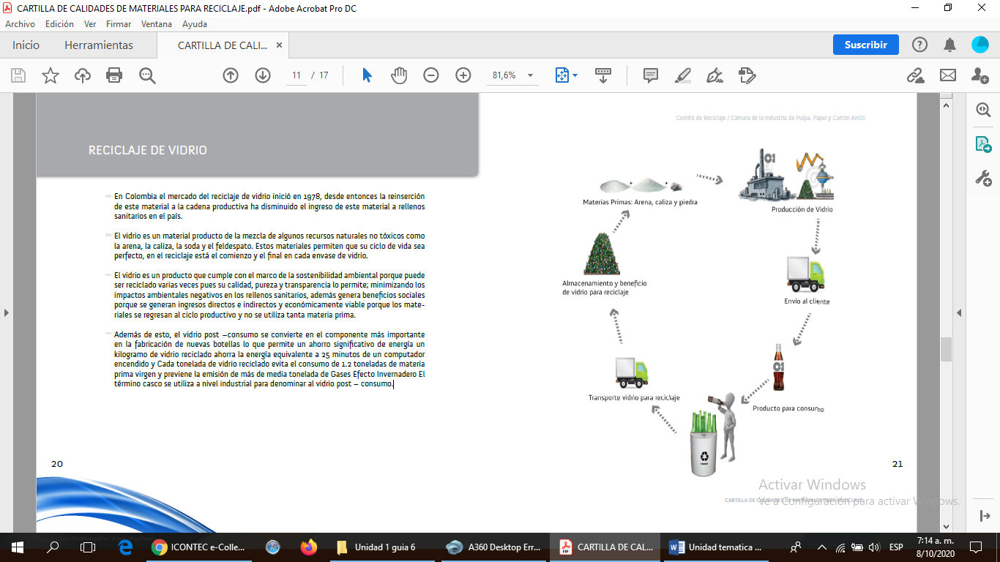 CARTILLA DE CALIDADES DE MATERIALES PARA RECICLAJE.pdf - Adobe Acrobat Pro DC
Archivo Edición Ver Firmar Ventana Ayuda
Inicio Herramientas CARTILLA DE CALI... × Suscribir
11 / 17 81,6%
Comité de Reciclaje / Cámara de la Industria de Pulpa, Papel y Cartón ANDI
RECICLAJE DE VIDRIO
En Colombia el mercado del reciclaje de vidrio inició en 1978, desde entonces la reinserción
de este material a la cadena productiva ha disminuido el ingreso de este material a rellenos
sanitarios en el país.
El vidrio es un material producto de la mezcla de algunos recursos naturales no tóxicos como
la arena, la caliza, la soda y el feldespato. Estos materiales permiten que su ciclo de vida sea
perfecto, en el reciclaje está el comienzo y el final en cada envase de vidrio.
El vidrio es un producto que cumple con el marco de la sostenibilidad ambiental porque puede
ser reciclado varias veces pues su calidad, pureza y transparencia lo permite; minimizando los
impactos ambientales negativos en los rellenos sanitarios, además genera beneficios sociales
porque se generan ingresos directos e indirectos y económicamente viable porque los mate-
riales se regresan al ciclo productivo y no se utiliza tanta materia prima.
Además de esto, el vidrio post –consumo se convierte en el componente más importante
en la fabricación de nuevas botellas lo que permite un ahorro significativo de energía un
kilogramo de vidrio reciclado ahorra la energía equivalente a 25 minutos de un computador
encendido y Cada tonelada de vidrio reciclado evita el consumo de 1.2 toneladas de materia
prima virgen y previene la emisión de más de media tonelada de Gases Efecto Invernadero El
término casco se utiliza a nivel industrial para denominar al vidrio post – consumo.
20
Materias Primas: Arena, caliza y piedra
Producción de Vidrio
Envío al cliente
Producto para consumo
Transporte vidrio para reciclaje
Almacenamiento y beneficio
de vidrio para reciclaje
21
CARTILLA DE CALIDADES DE MATERIALES PARA RECICLAJE
Activar Windows
Ve a Configuración para activar Windows.
ICONTEC e-Colle... Unidad 1 guia 6 A360 Desktop Err... CARTILLA DE CAL... Unidad tematica ... ESP 7:14 a. m.
8/10/2020